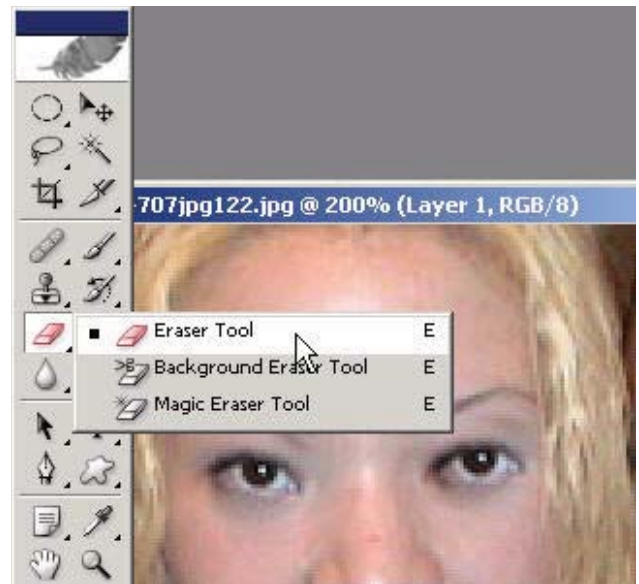 -707jpg122.jpg @ 200% (Layer 1, RGB/8)
Eraser Tool E
Background Eraser Tool E
Magic Eraser Tool E